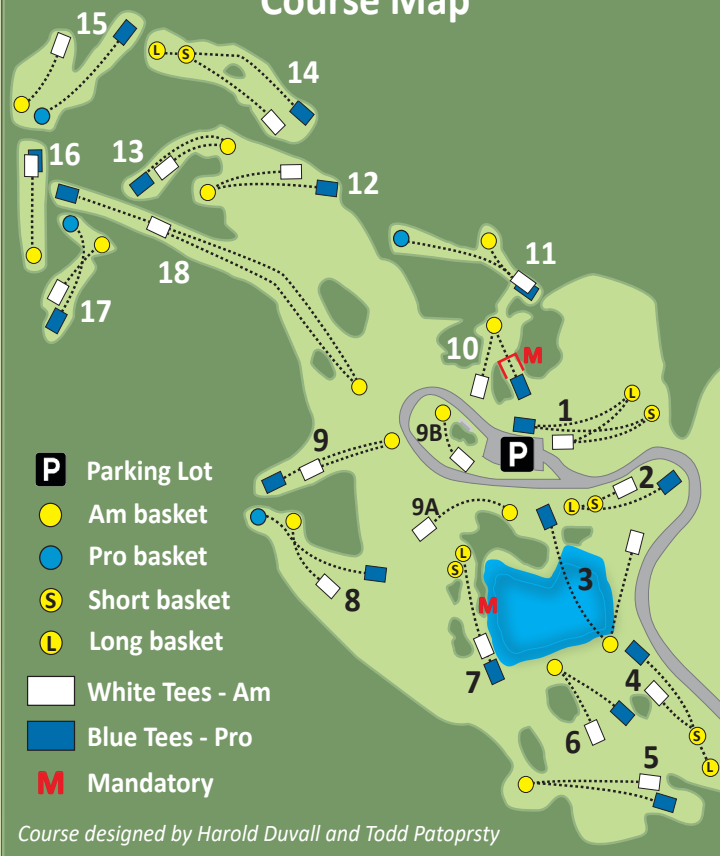 Course Map
15
L S
14
16
13
12
18
17
11
10
M
1
L
S
P
9B
9
2
L S
9A
L
S
3
M
8
7
4
6
S
5
L
P Parking Lot
Am basket
Pro basket
S Short basket
L Long basket
White Tees - Am
Blue Tees - Pro
M Mandatory
Course designed by Harold Duvall and Todd Patoprsty